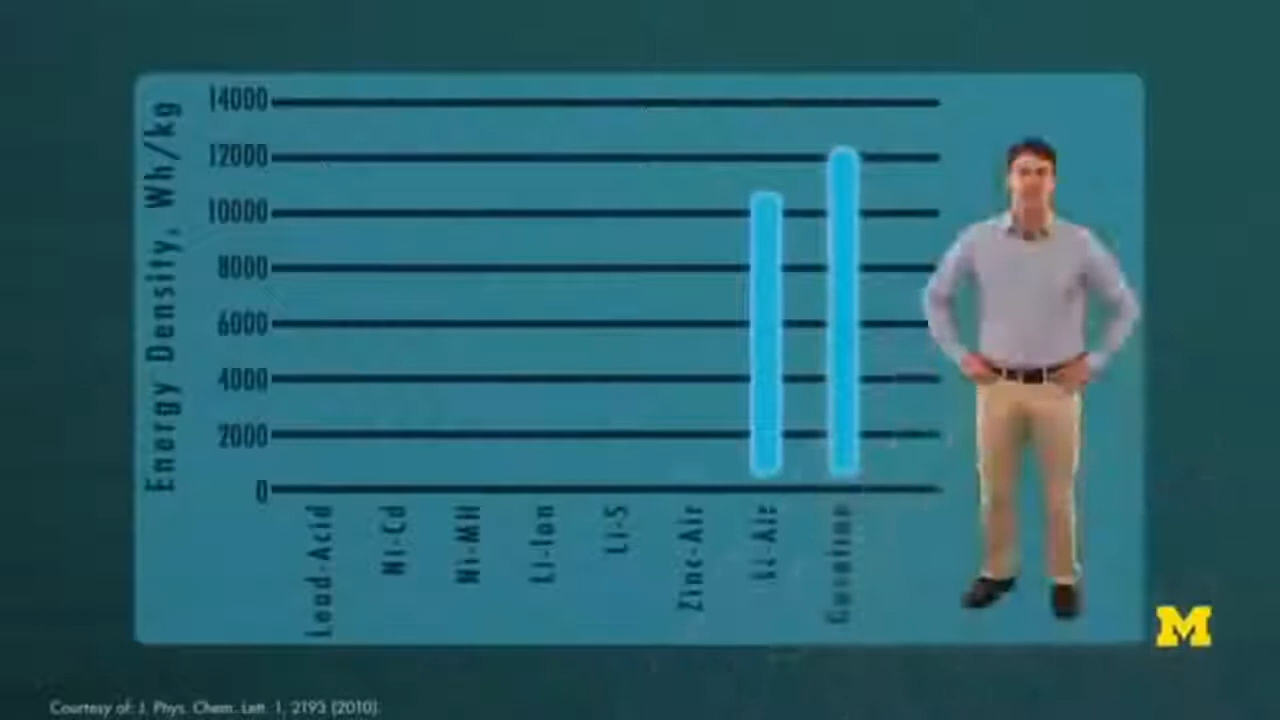 Energy Density, Wh/kg
14000
12000
10000
8000
6000
4000
2000
0
Lead-Acid
Ni-Cd
Ni-MH
Li-Ion
Li-S
Zinc-Air
Li-Air
Gasoline
M
Courtesy of: J. Phys. Chem. Lett. 1, 2193 (2010).